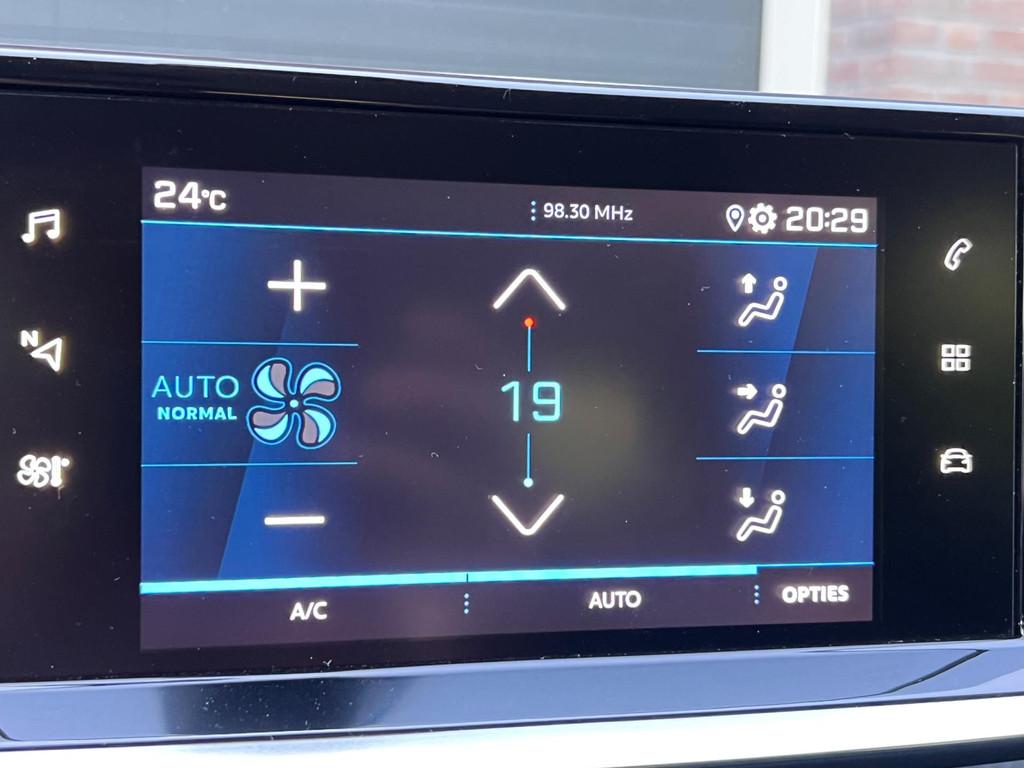 24°C
98.30 MHz
20:29
N
AUTO
NORMAL
19
A/C
AUTO
OPTIES